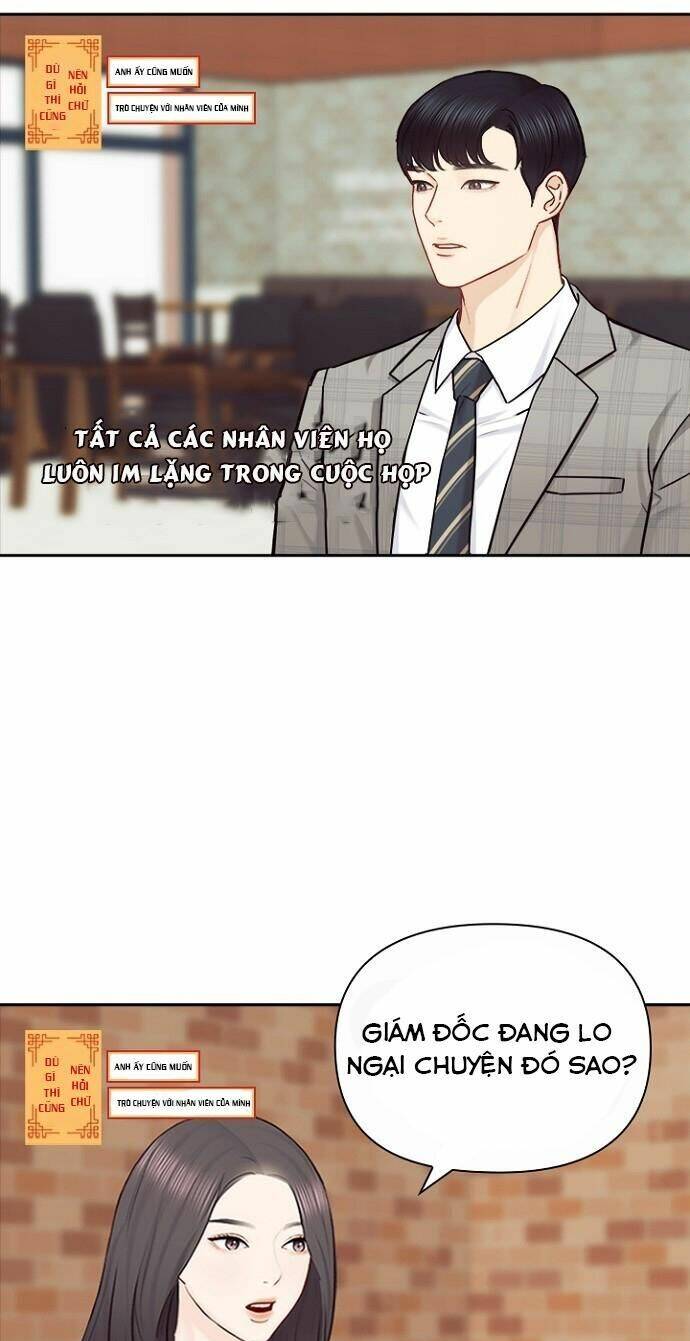 DÙ
GÌ
THÌ
CŨNG
NÊN
HỎI
CHỨ
ANH ẤY CŨNG MUỐN
TRÒ CHUYỆN VỚI NHÂN VIÊN CỦA MÌNH
TẤT CẢ CÁC NHÂN VIÊN HỌ
LUÔN IM LẶNG TRONG CUỘC HỌP
GIÁM ĐỐC ĐANG LO
NGẠI CHUYỆN ĐÓ SAO?
DÙ
GÌ
THÌ
CŨNG
NÊN
HỎI
CHỨ
ANH ẤY CŨNG MUỐN
TRÒ CHUYỆN VỚI NHÂN VIÊN CỦA MÌNH